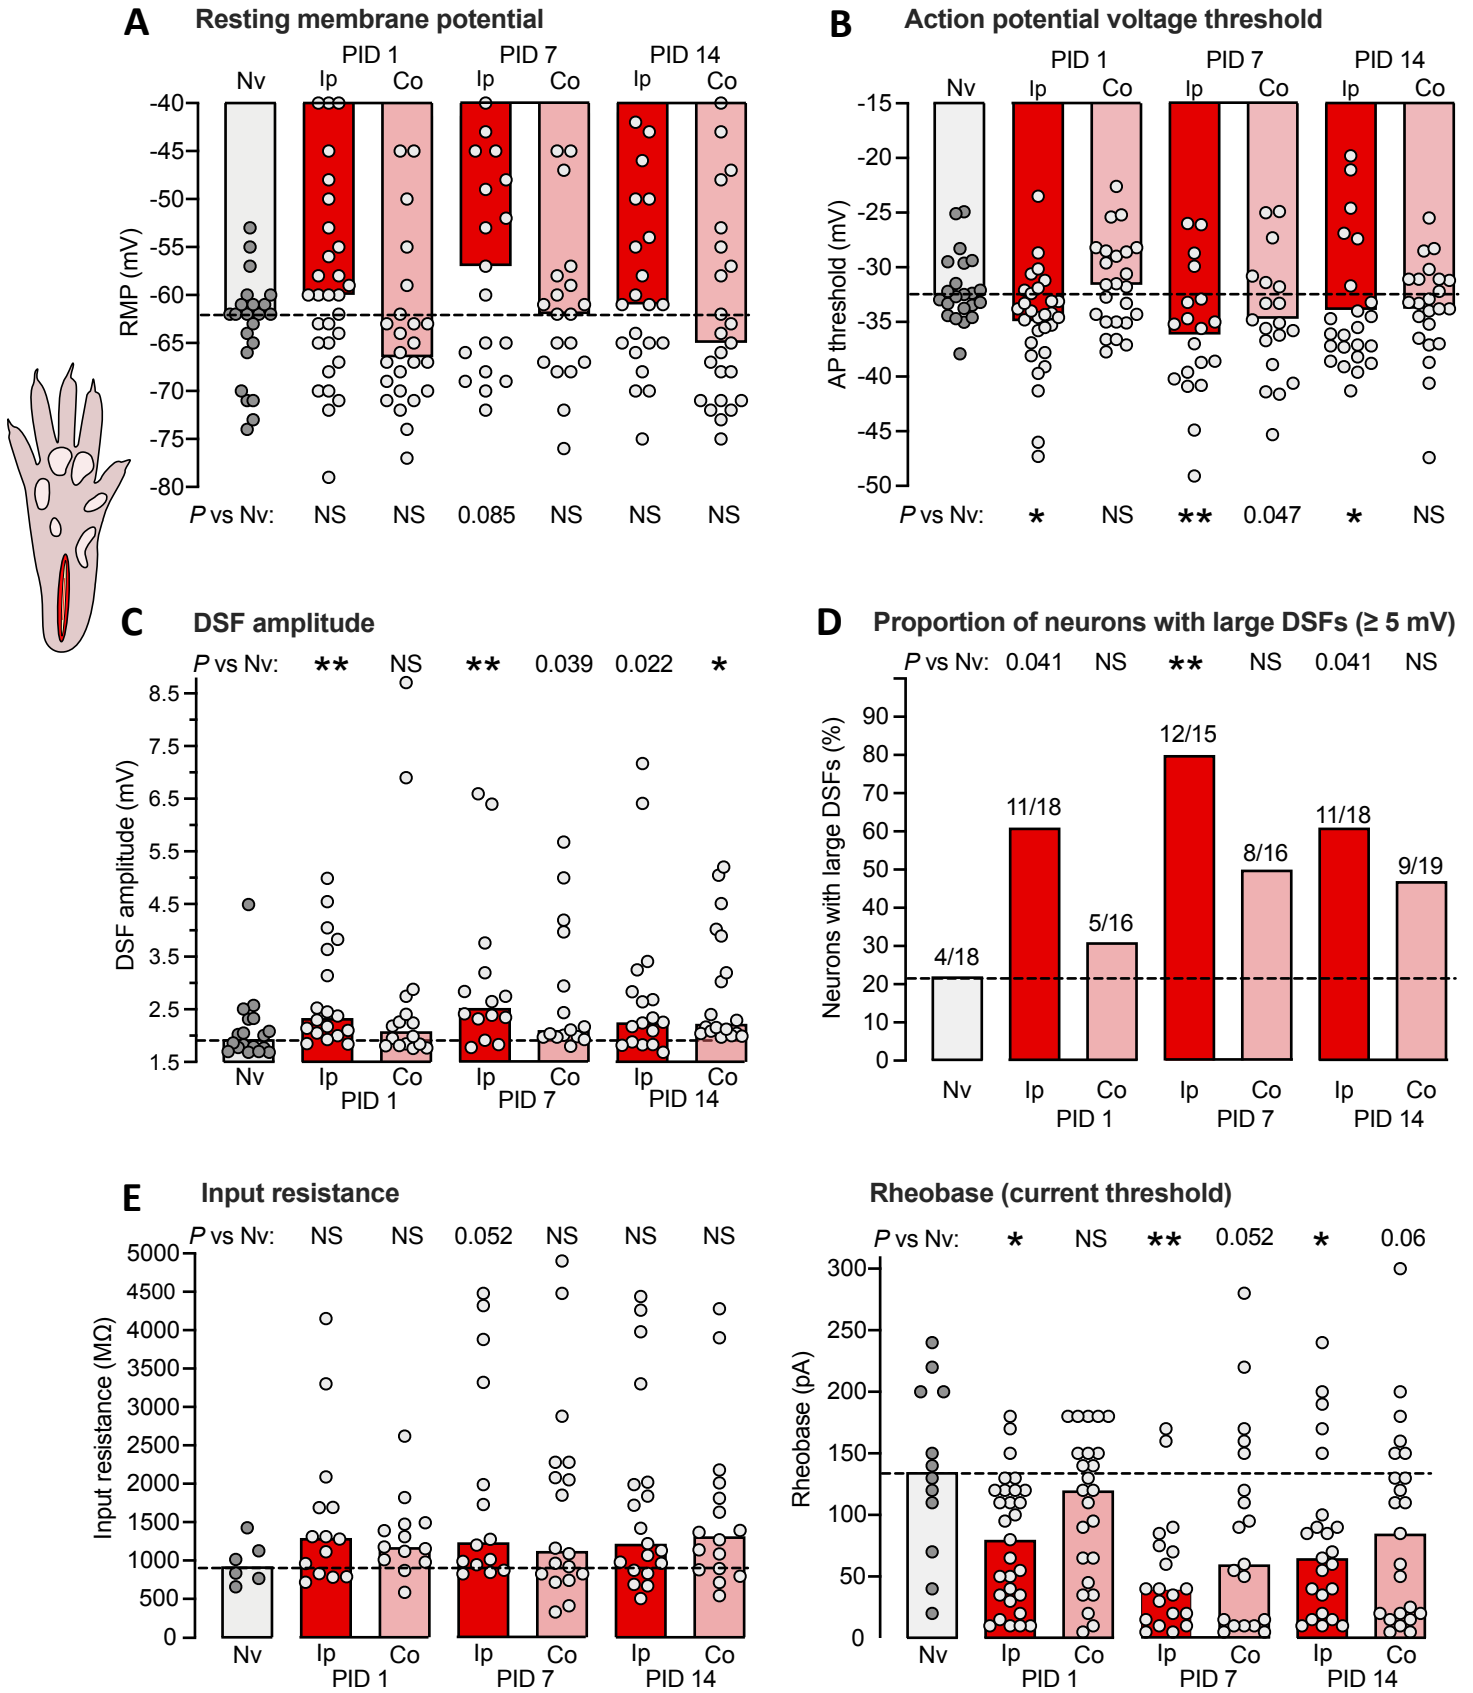 A Resting membrane potential
PID 1 PID 7 PID 14
Nv Ip Co Ip Co Ip Co
RMP (mV)
-40
-45
-50
-55
-60
-65
-70
-75
-80
P vs Nv: NS NS 0.085 NS NS NS
B Action potential voltage threshold
PID 1 PID 7 PID 14
Nv Ip Co Ip Co Ip Co
AP threshold (mV)
-15
-20
-25
-30
-35
-40
-45
-50
P vs Nv: * NS ** 0.047 * NS
C DSF amplitude
P vs Nv: ** NS ** 0.039 0.022 *
DSF amplitude (mV)
8.5
7.5
6.5
5.5
4.5
3.5
2.5
1.5
Nv Ip Co Ip Co Ip Co
PID 1 PID 7 PID 14
D Proportion of neurons with large DSFs (≥ 5 mV)
P vs Nv: 0.041 NS ** NS 0.041 NS
Neurons with large DSFs (%)
90
80
70
60
50
40
30
20
10
0
4/18 11/18 5/16 12/15 8/16 11/18 9/19
Nv Ip Co Ip Co Ip Co
PID 1 PID 7 PID 14
E Input resistance
P vs Nv: NS NS 0.052 NS NS NS
Input resistance (MΩ)
5000
4500
4000
3500
3000
2500
2000
1500
1000
500
0
Nv Ip Co Ip Co Ip Co
PID 1 PID 7 PID 14
Rheobase (current threshold)
P vs Nv: * NS ** 0.052 * 0.06
Rheobase (pA)
300
250
200
150
100
50
0
Nv Ip Co Ip Co Ip Co
PID 1 PID 7 PID 14